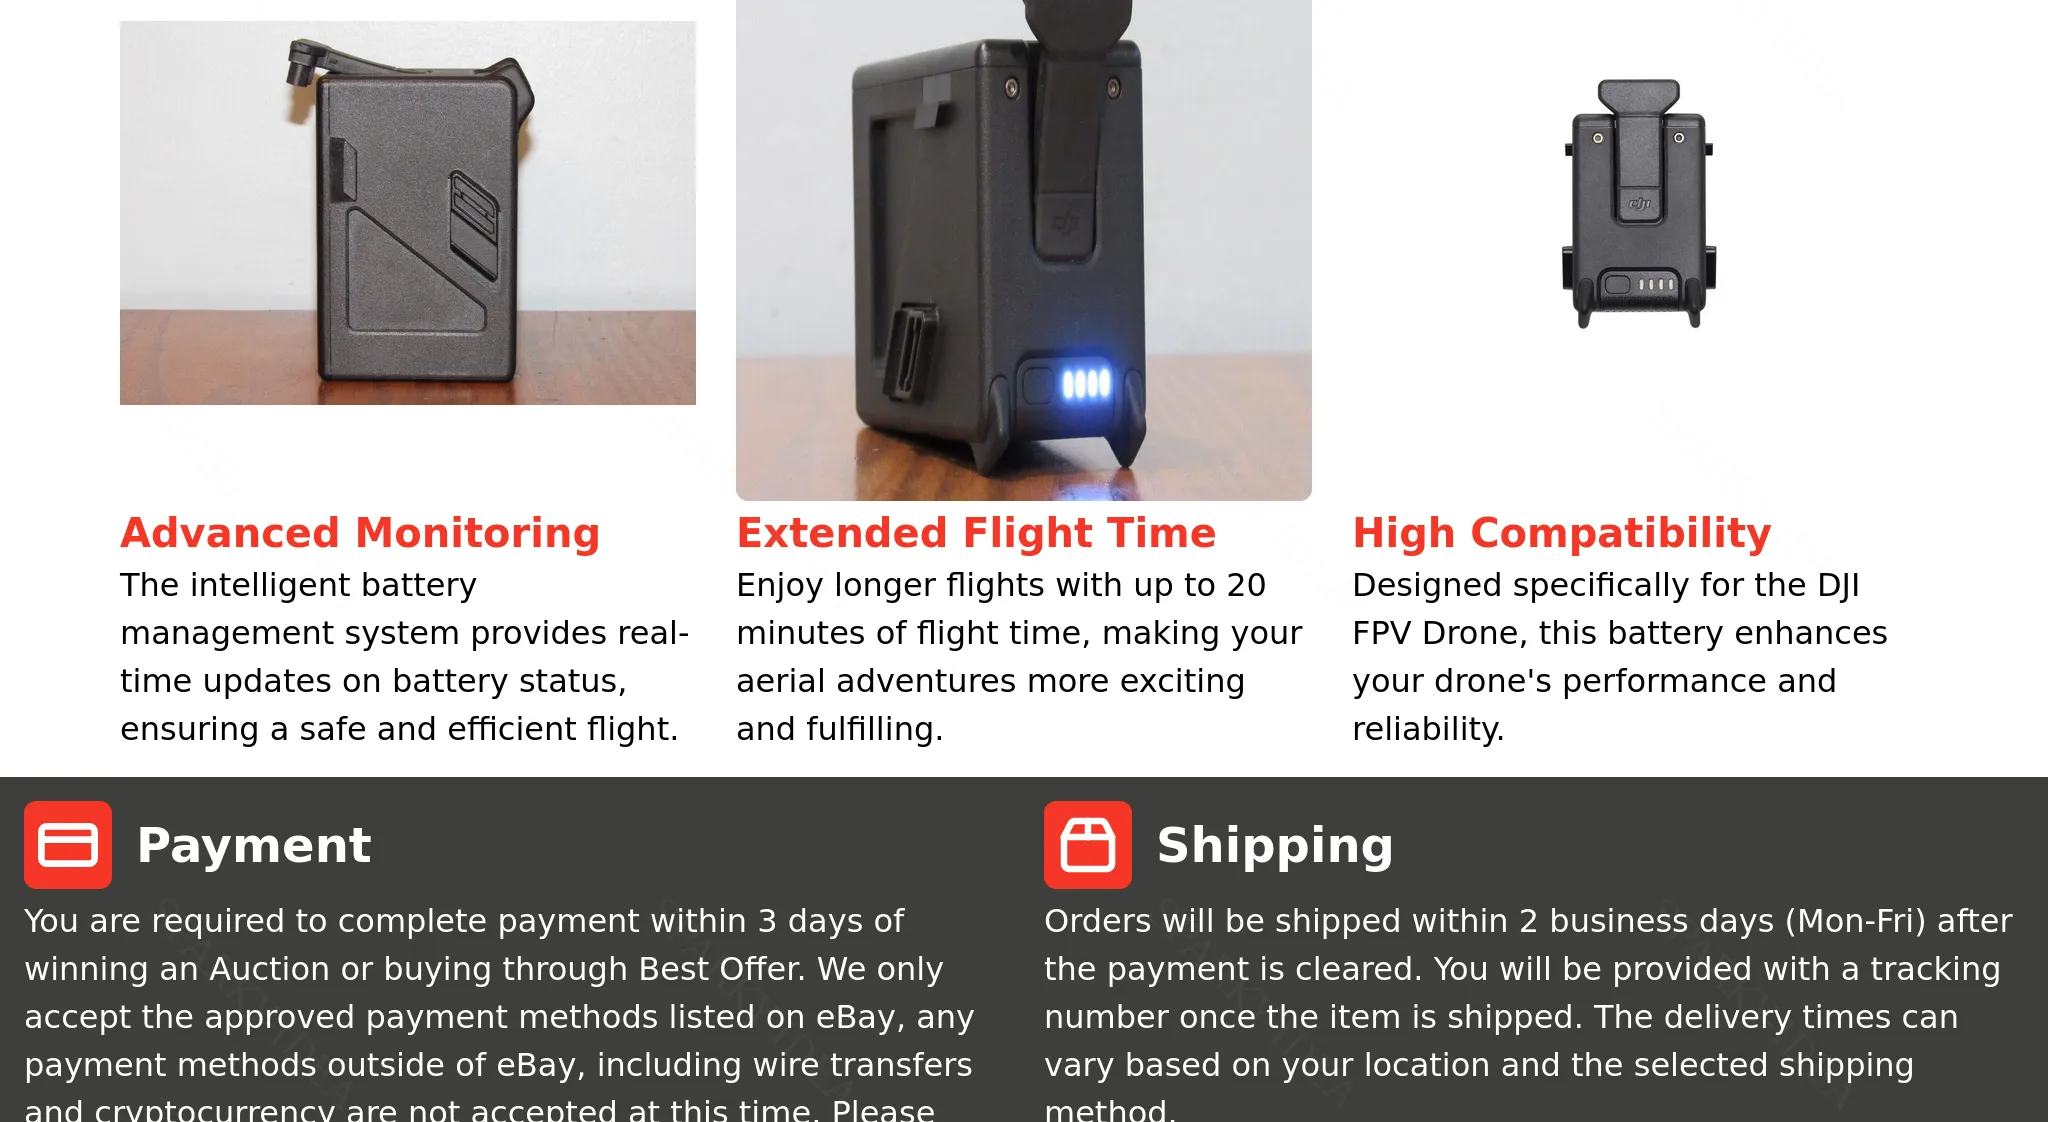 dji
dji
Advanced Monitoring
The intelligent battery
management system provides real-
time updates on battery status,
ensuring a safe and efficient flight.
Extended Flight Time
Enjoy longer flights with up to 20
minutes of flight time, making your
aerial adventures more exciting
and fulfilling.
High Compatibility
Designed specifically for the DJI
FPV Drone, this battery enhances
your drone's performance and
reliability.
Payment
You are required to complete payment within 3 days of
winning an Auction or buying through Best Offer. We only
accept the approved payment methods listed on eBay, any
payment methods outside of eBay, including wire transfers
and cryptocurrency are not accepted at this time. Please
Shipping
Orders will be shipped within 2 business days (Mon-Fri) after
the payment is cleared. You will be provided with a tracking
number once the item is shipped. The delivery times can
vary based on your location and the selected shipping
method.